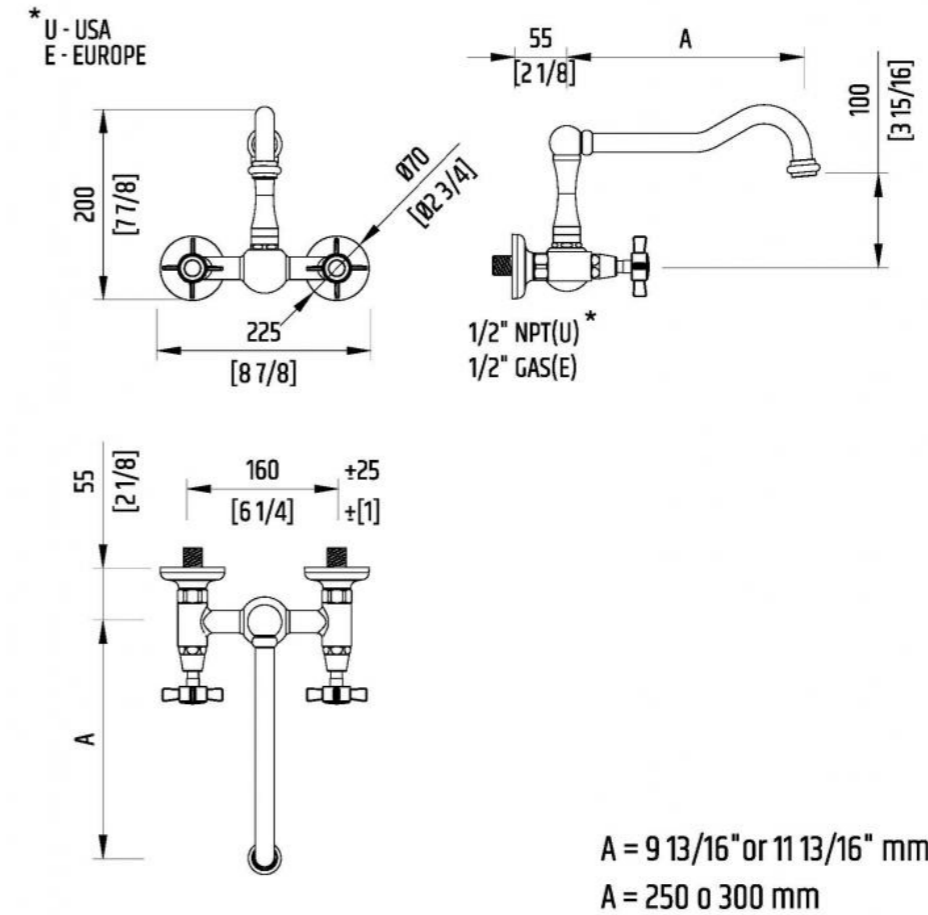 * U - USA
E - EUROPE
200
[7 7/8]
Ø70
[Ø2 3/4]
225
[8 7/8]
55
[2 1/8]
A
100
[3 15/16]
1/2" NPT(U) *
1/2" GAS(E)
55
[2 1/8]
160 ±25
[6 1/4] ±[1]
A
A = 9 13/16" or 11 13/16" mm
A = 250 o 300 mm